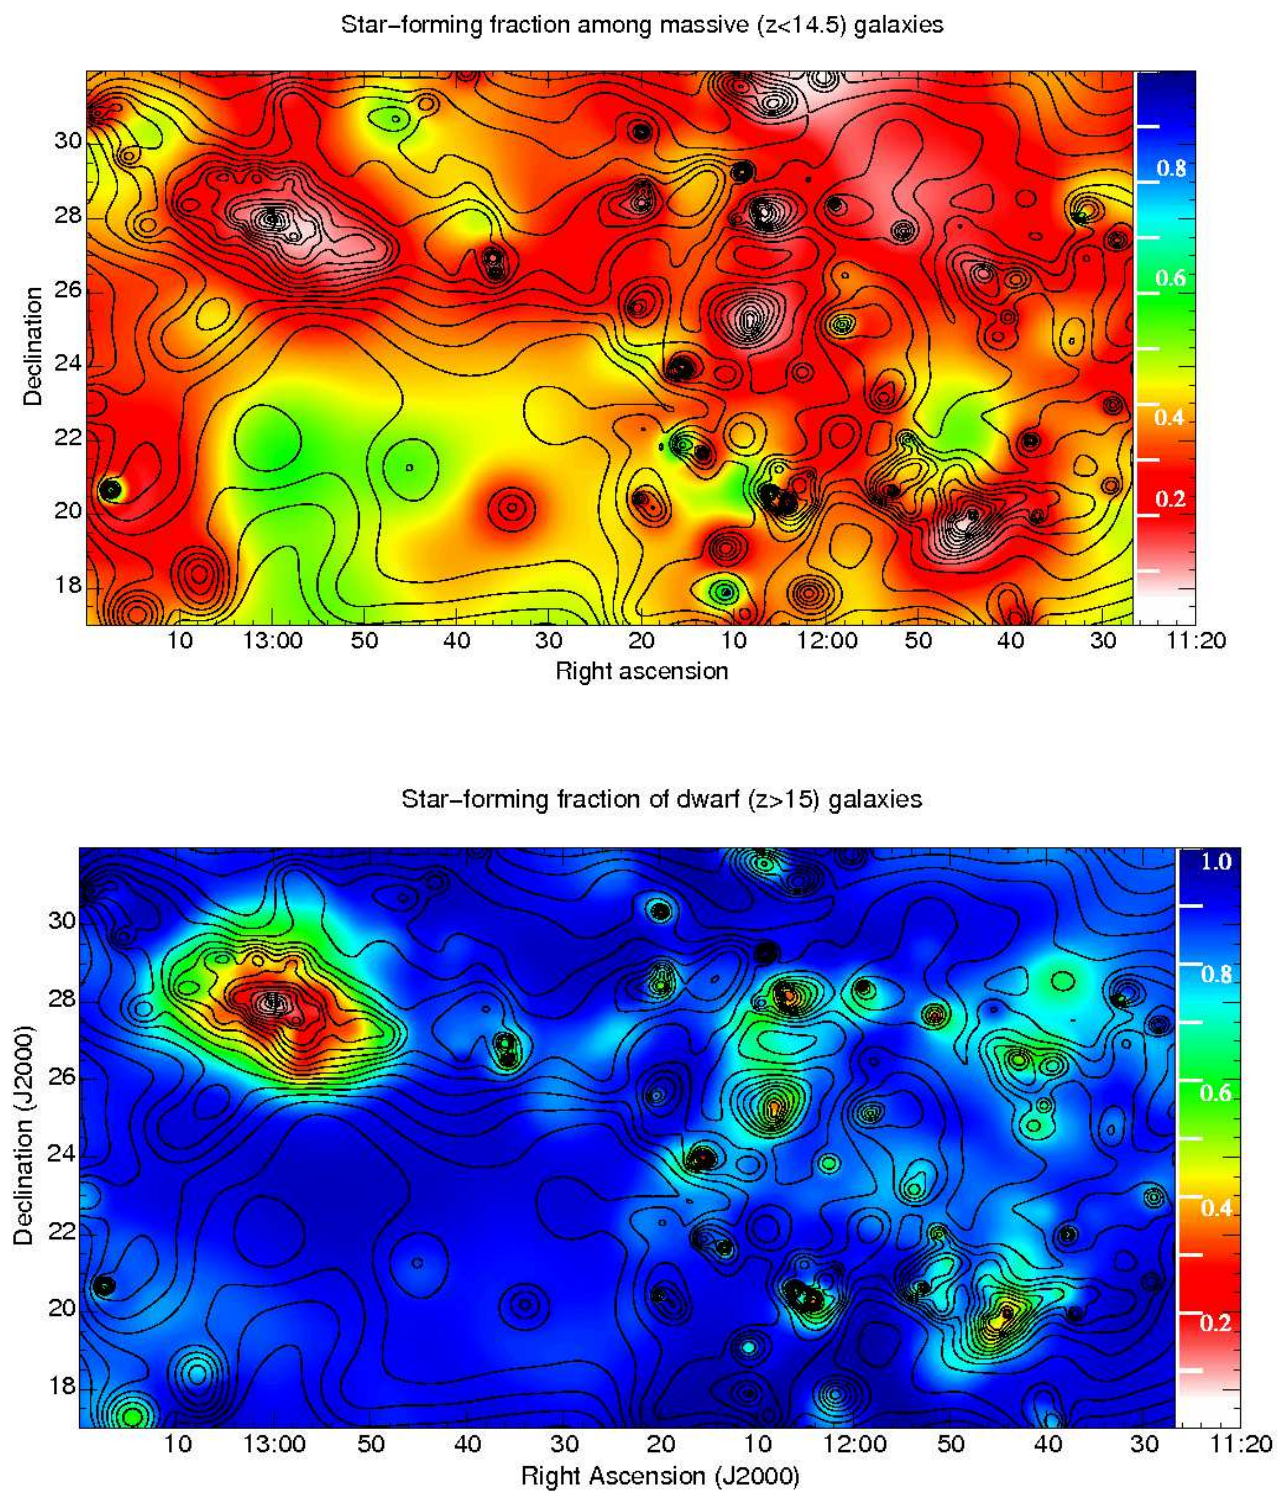 Star-forming fraction among massive (z<14.5) galaxies
30
28
26
24
22
20
18
Declination
0.8
0.6
0.4
0.2
10 13:00 50 40 30 20 10 12:00 50 40 30 11:20
Right ascension
Star-forming fraction of dwarf (z>15) galaxies
30
28
26
24
22
20
18
Declination (J2000)
1.0
0.8
0.6
0.4
0.2
10 13:00 50 40 30 20 10 12:00 50 40 30 11:20
Right Ascension (J2000)